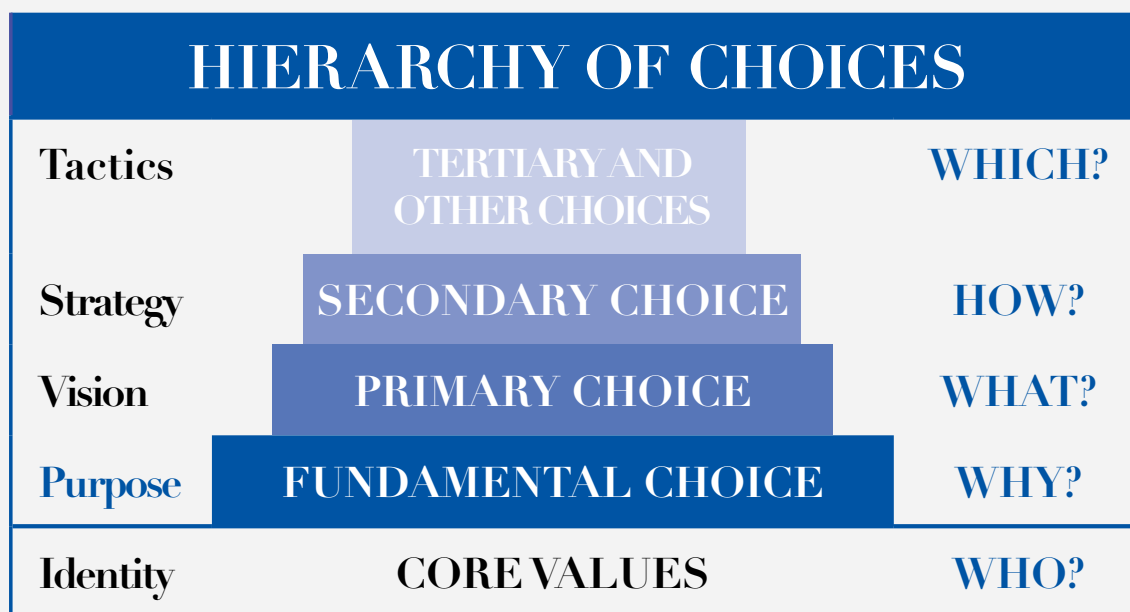 HIERARCHY OF CHOICES
Tactics
TERTIARY AND
OTHER CHOICES
WHICH?
Strategy
SECONDARY CHOICE
HOW?
Vision
PRIMARY CHOICE
WHAT?
Purpose
FUNDAMENTAL CHOICE
WHY?
Identity
CORE VALUES
WHO?